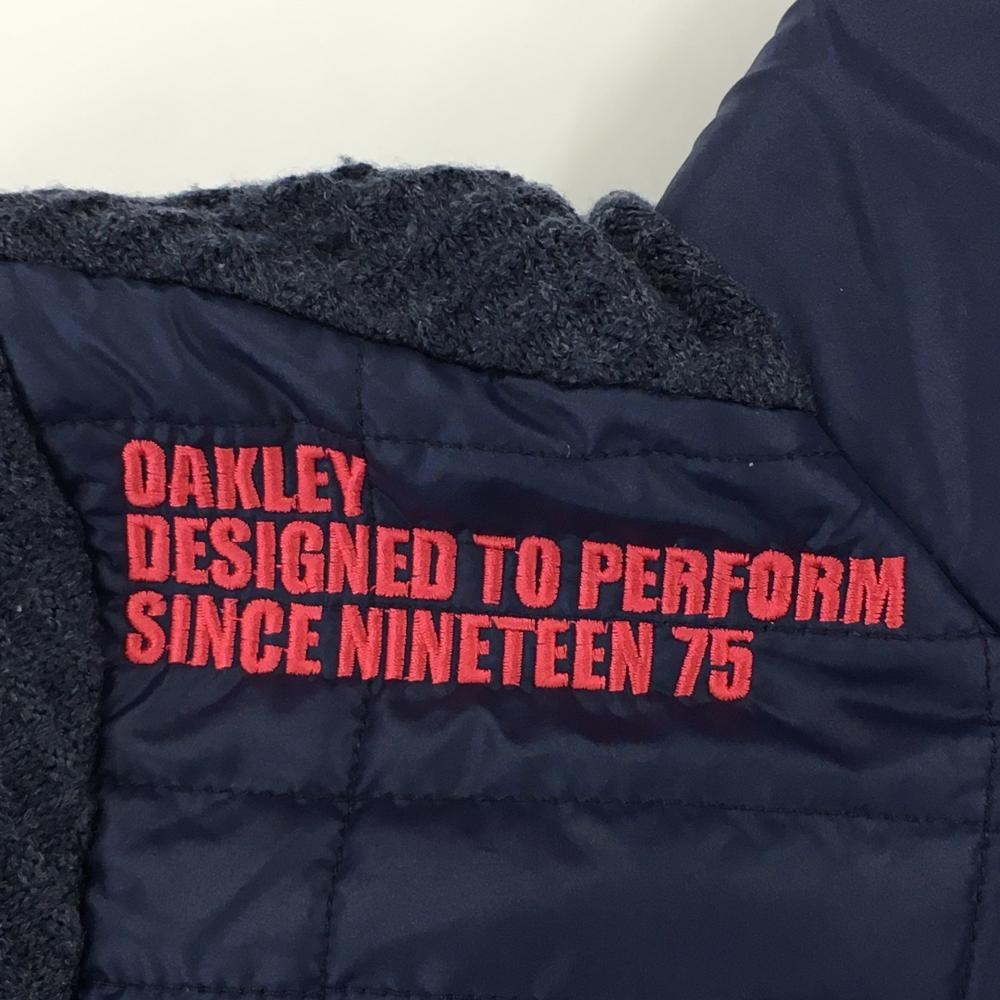 OAKLEY
DESIGNED TO PERFORM
SINCE NINETEEN 75